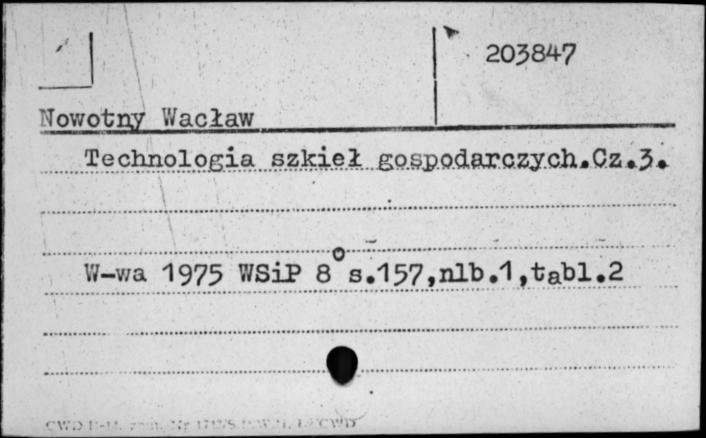 203847
Nowotny Wacław
Technologia szkieł gospodarczych.Cz.3.
W-wa 1975 WSiP 8° s.157,nlb.1,tabl.2